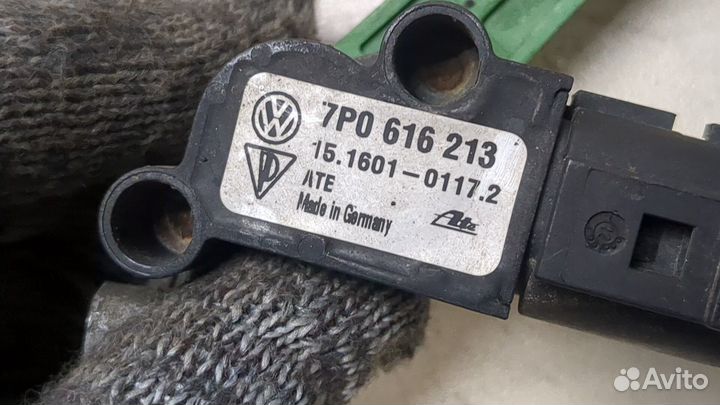 7P0 616 213
15.1601-0117.2
ATE
Made in Germany
Ate
Avito